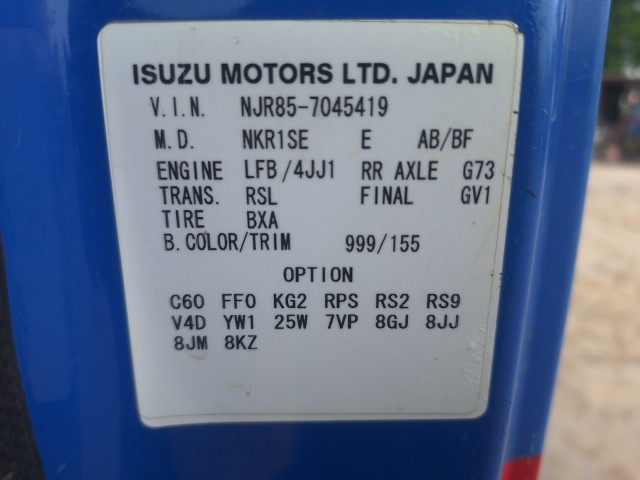 ISUZU MOTORS LTD. JAPAN
V.I.N. NJR85-7045419
M.D. NKR1SE E AB/BF
ENGINE LFB/4JJ1 RR AXLE G73
TRANS. RSL FINAL GV1
TIRE BXA
B.COLOR/TRIM 999/155
OPTION
C60 FF0 KG2 RPS RS2 RS9
V4D YW1 25W 7VP 8GJ 8JJ
8JM 8KZ